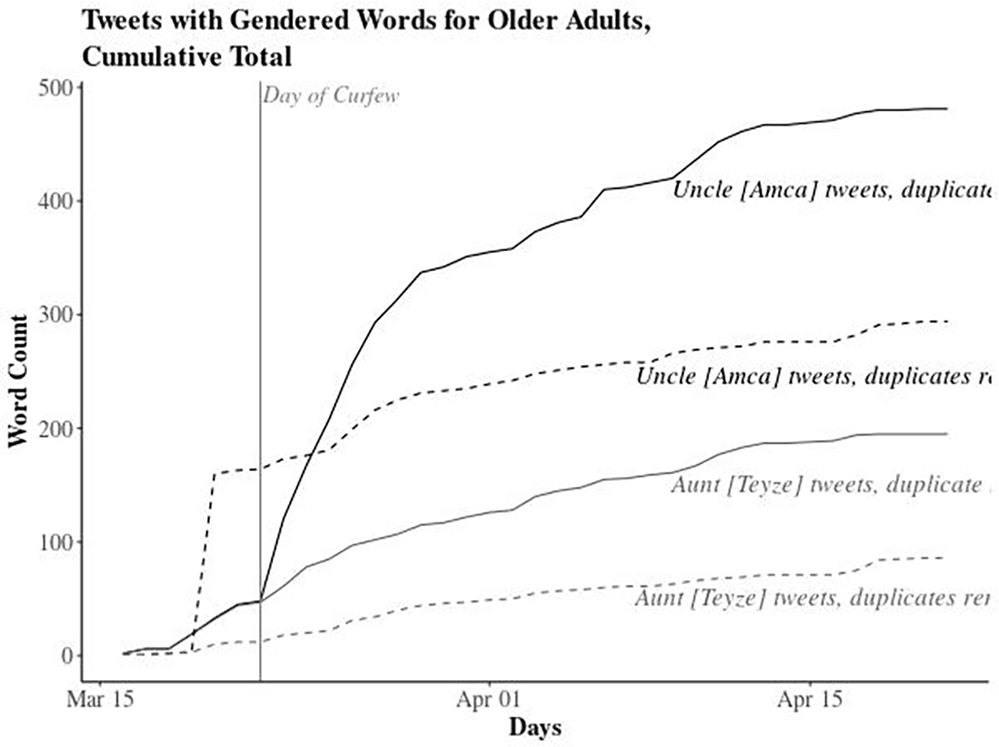 Tweets with Gendered Words for Older Adults,
Cumulative Total
Day of Curfew
500
400
300
200
100
0
Word Count
Uncle [Amca] tweets, duplicate
Uncle [Amca] tweets, duplicates
Aunt [Teyze] tweets, duplicate
Aunt [Teyze] tweets, duplicates
Mar 15
Apr 01
Apr 15
Days